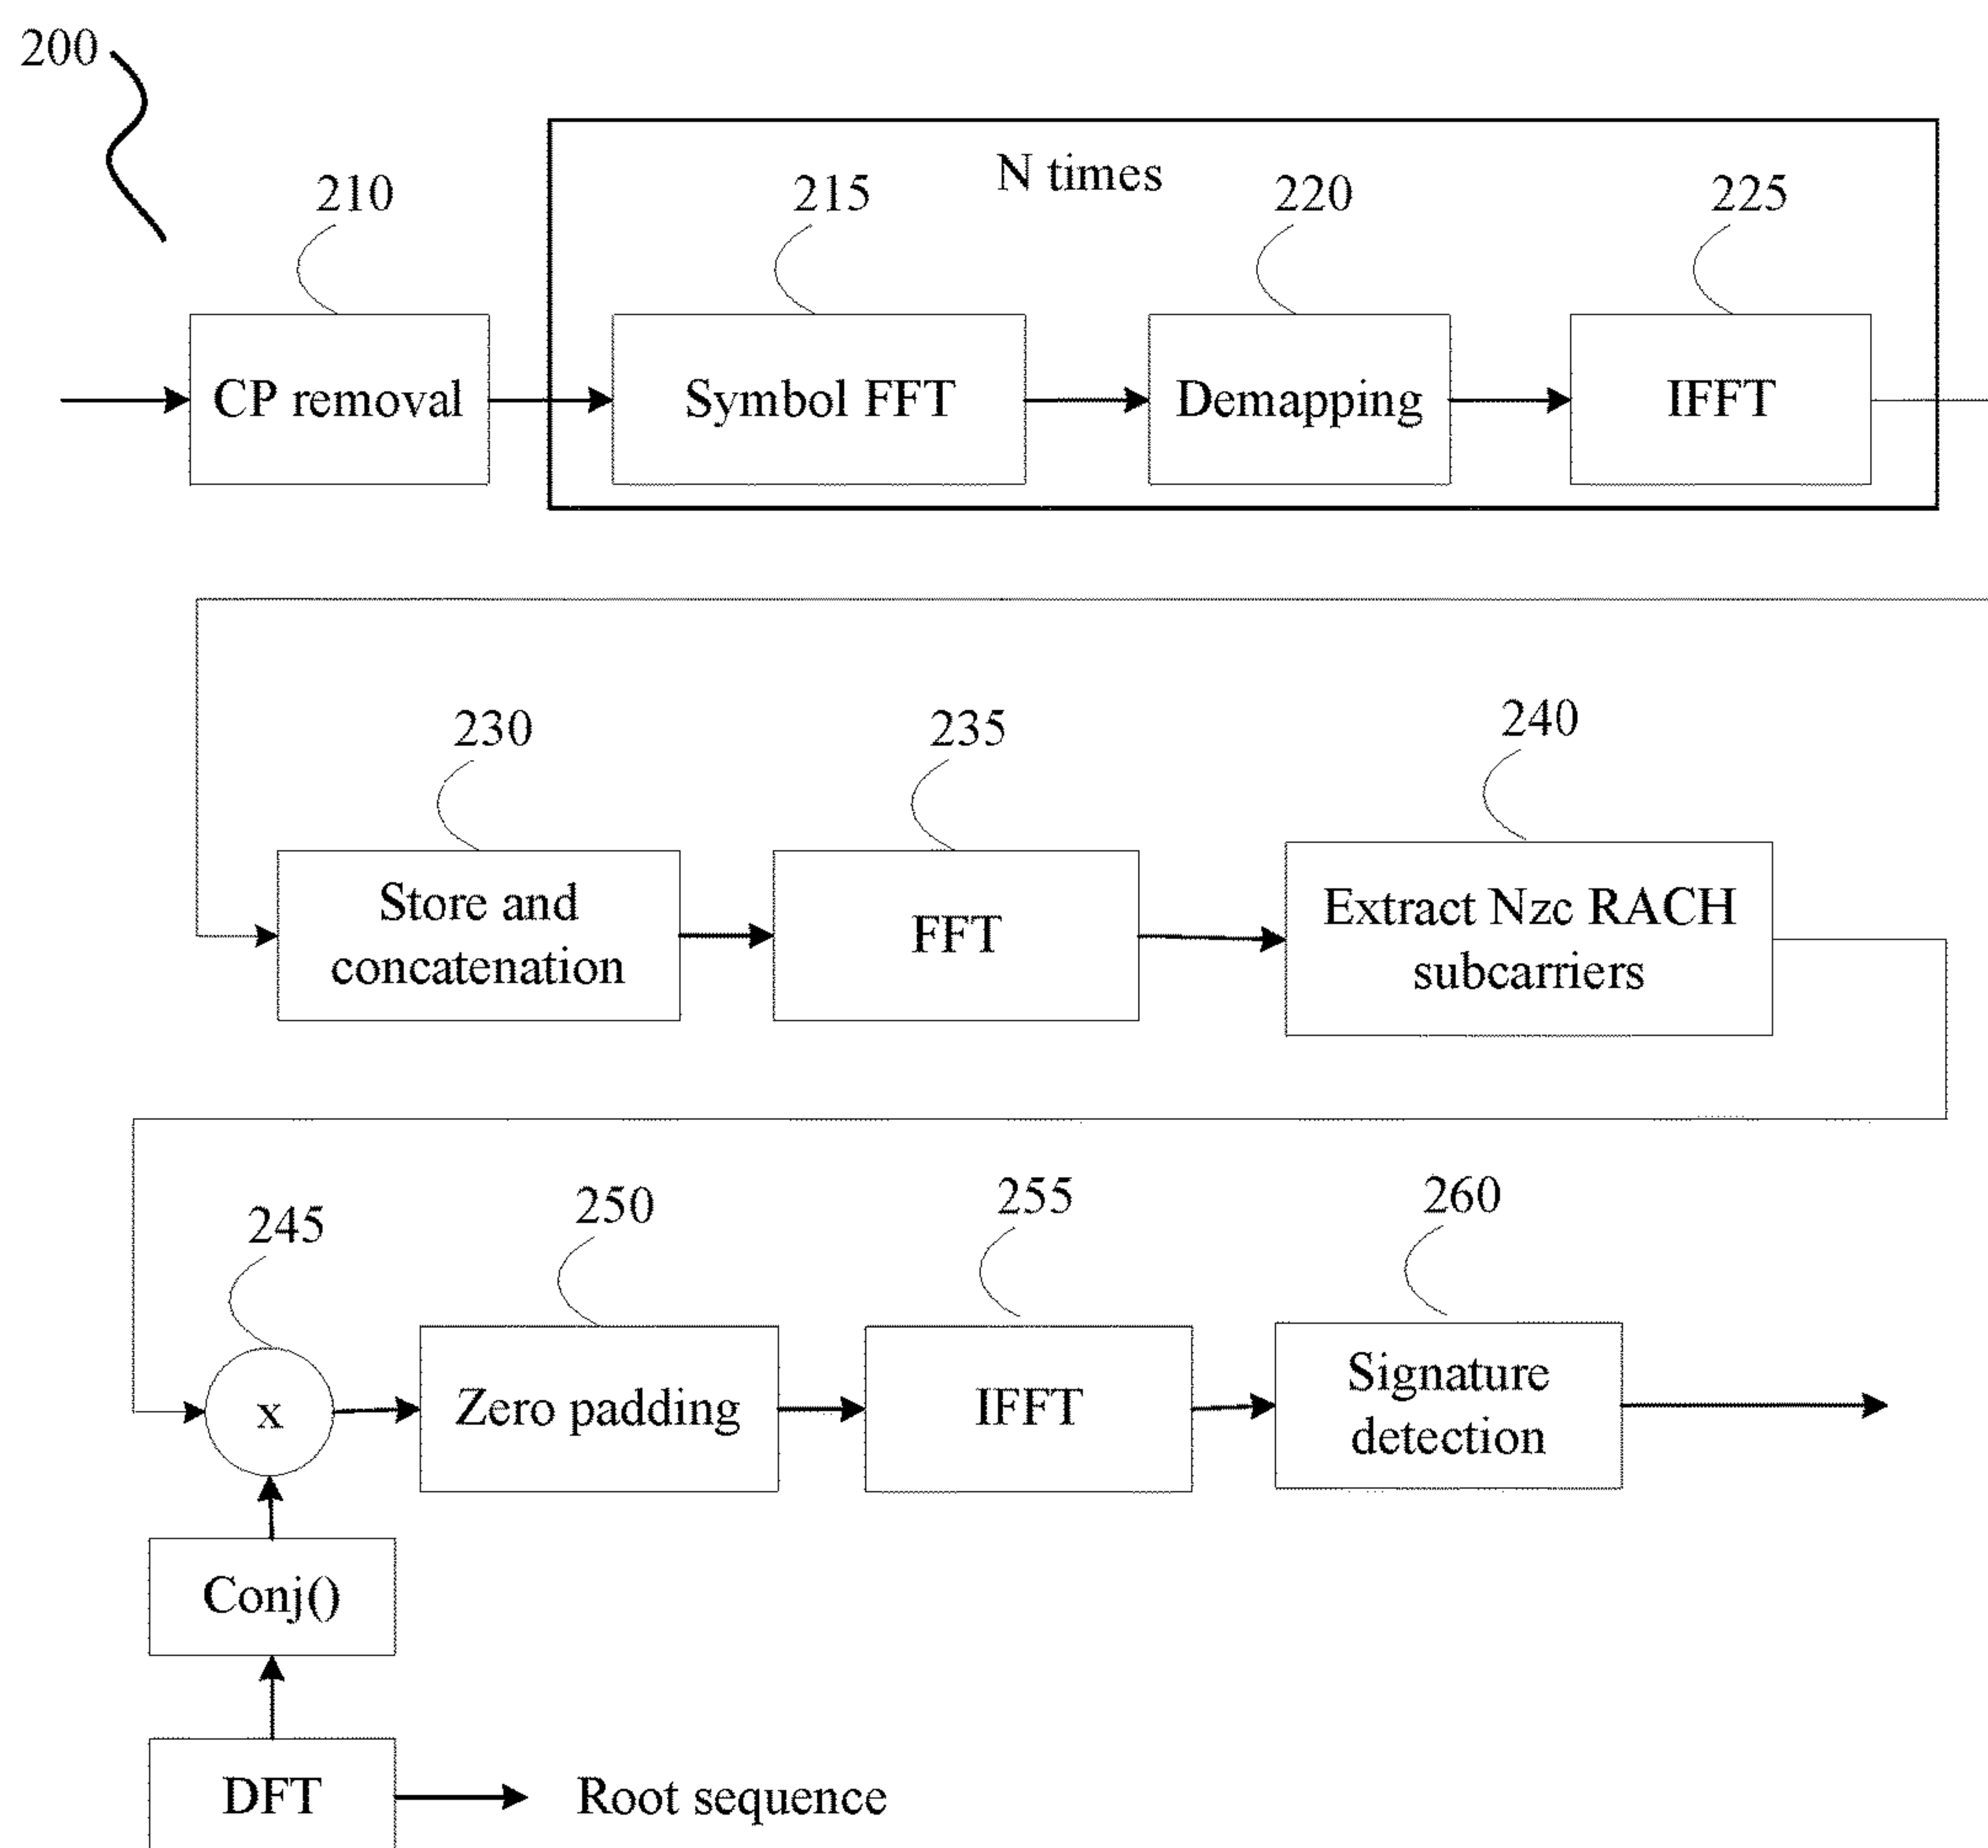 200
N times
210
215
220
225
CP removal
Symbol FFT
Demapping
IFFT
230
235
240
Store and
concatenation
FFT
Extract Nzc RACH
subcarriers
245
250
255
260
x
Zero padding
IFFT
Signature
detection
Conj()
DFT
Root sequence